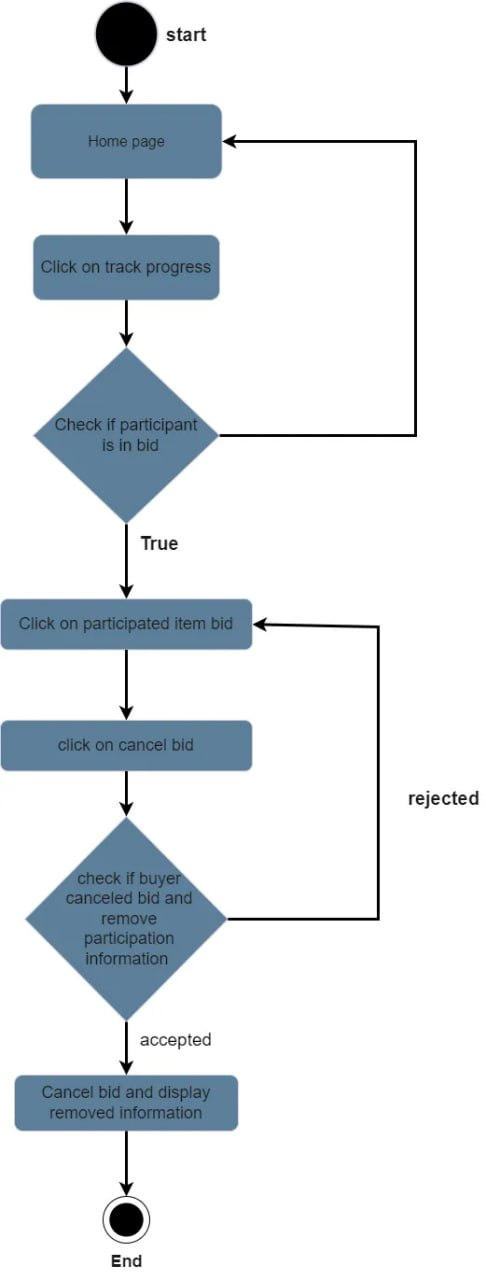 start
Home page
Click on track progress
Check if participant
is in bid
True
Click on participated item bid
click on cancel bid
rejected
check if buyer
canceled bid and
remove
participation
information
accepted
Cancel bid and display
removed information
End